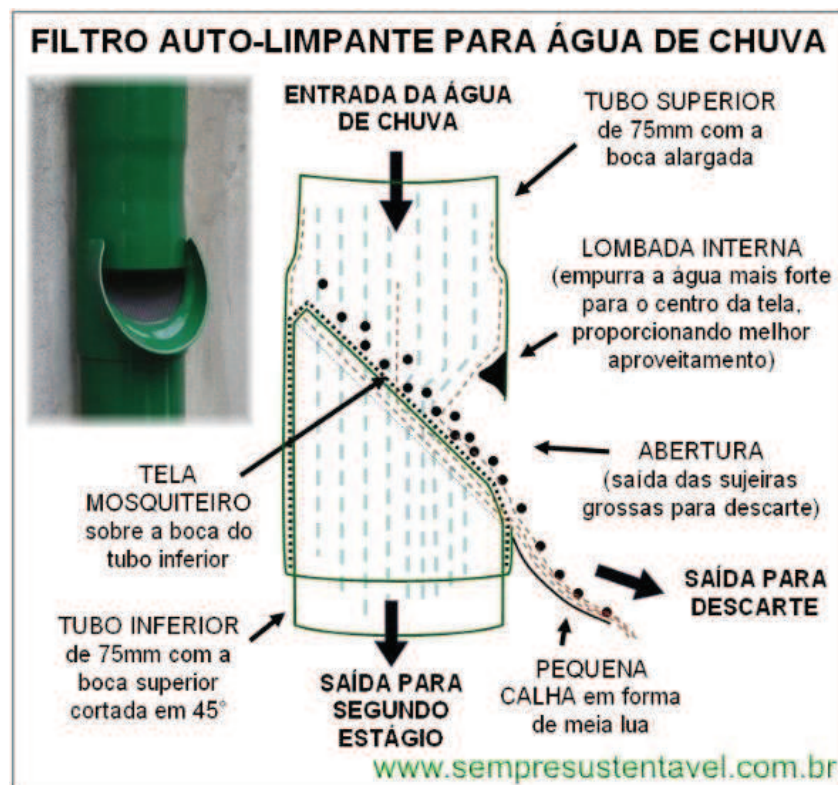 FILTRO AUTO-LIMPANTE PARA ÁGUA DE CHUVA
ENTRADA DA ÁGUA
DE CHUVA
TUBO SUPERIOR
de 75mm com a
boca alargada
LOMBADA INTERNA
(empurra a água mais forte
para o centro da tela,
proporcionando melhor
aproveitamento)
ABERTURA
(saída das sujeiras
grossas para descarte)
TELA
MOSQUITEIRO
sobre a boca do
tubo inferior
SAÍDA PARA
DESCARTE
TUBO INFERIOR
de 75mm com a
boca superior
cortada em 45°
SAÍDA PARA
SEGUNDO
ESTÁGIO
PEQUENA
CALHA em forma
de meia lua
www.sempresustentavel.com.br